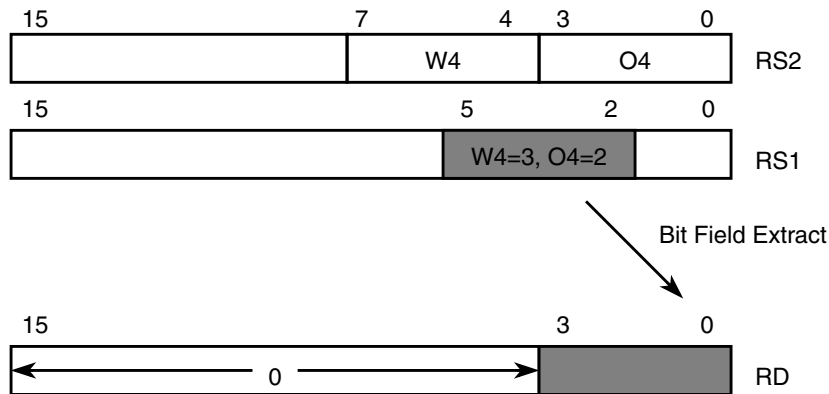 15 7 4 3 0
W4 O4 RS2
15 5 2 0
W4=3, O4=2 RS1
Bit Field Extract
15 3 0
0 RD